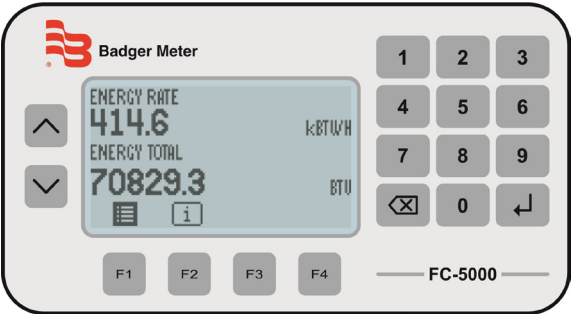 Badger Meter
ENERGY RATE
414.6 kBTU/H
ENERGY TOTAL
70829.3 BTU
i
1 2 3
4 5 6
7 8 9
0
F1 F2 F3 F4
FC-5000